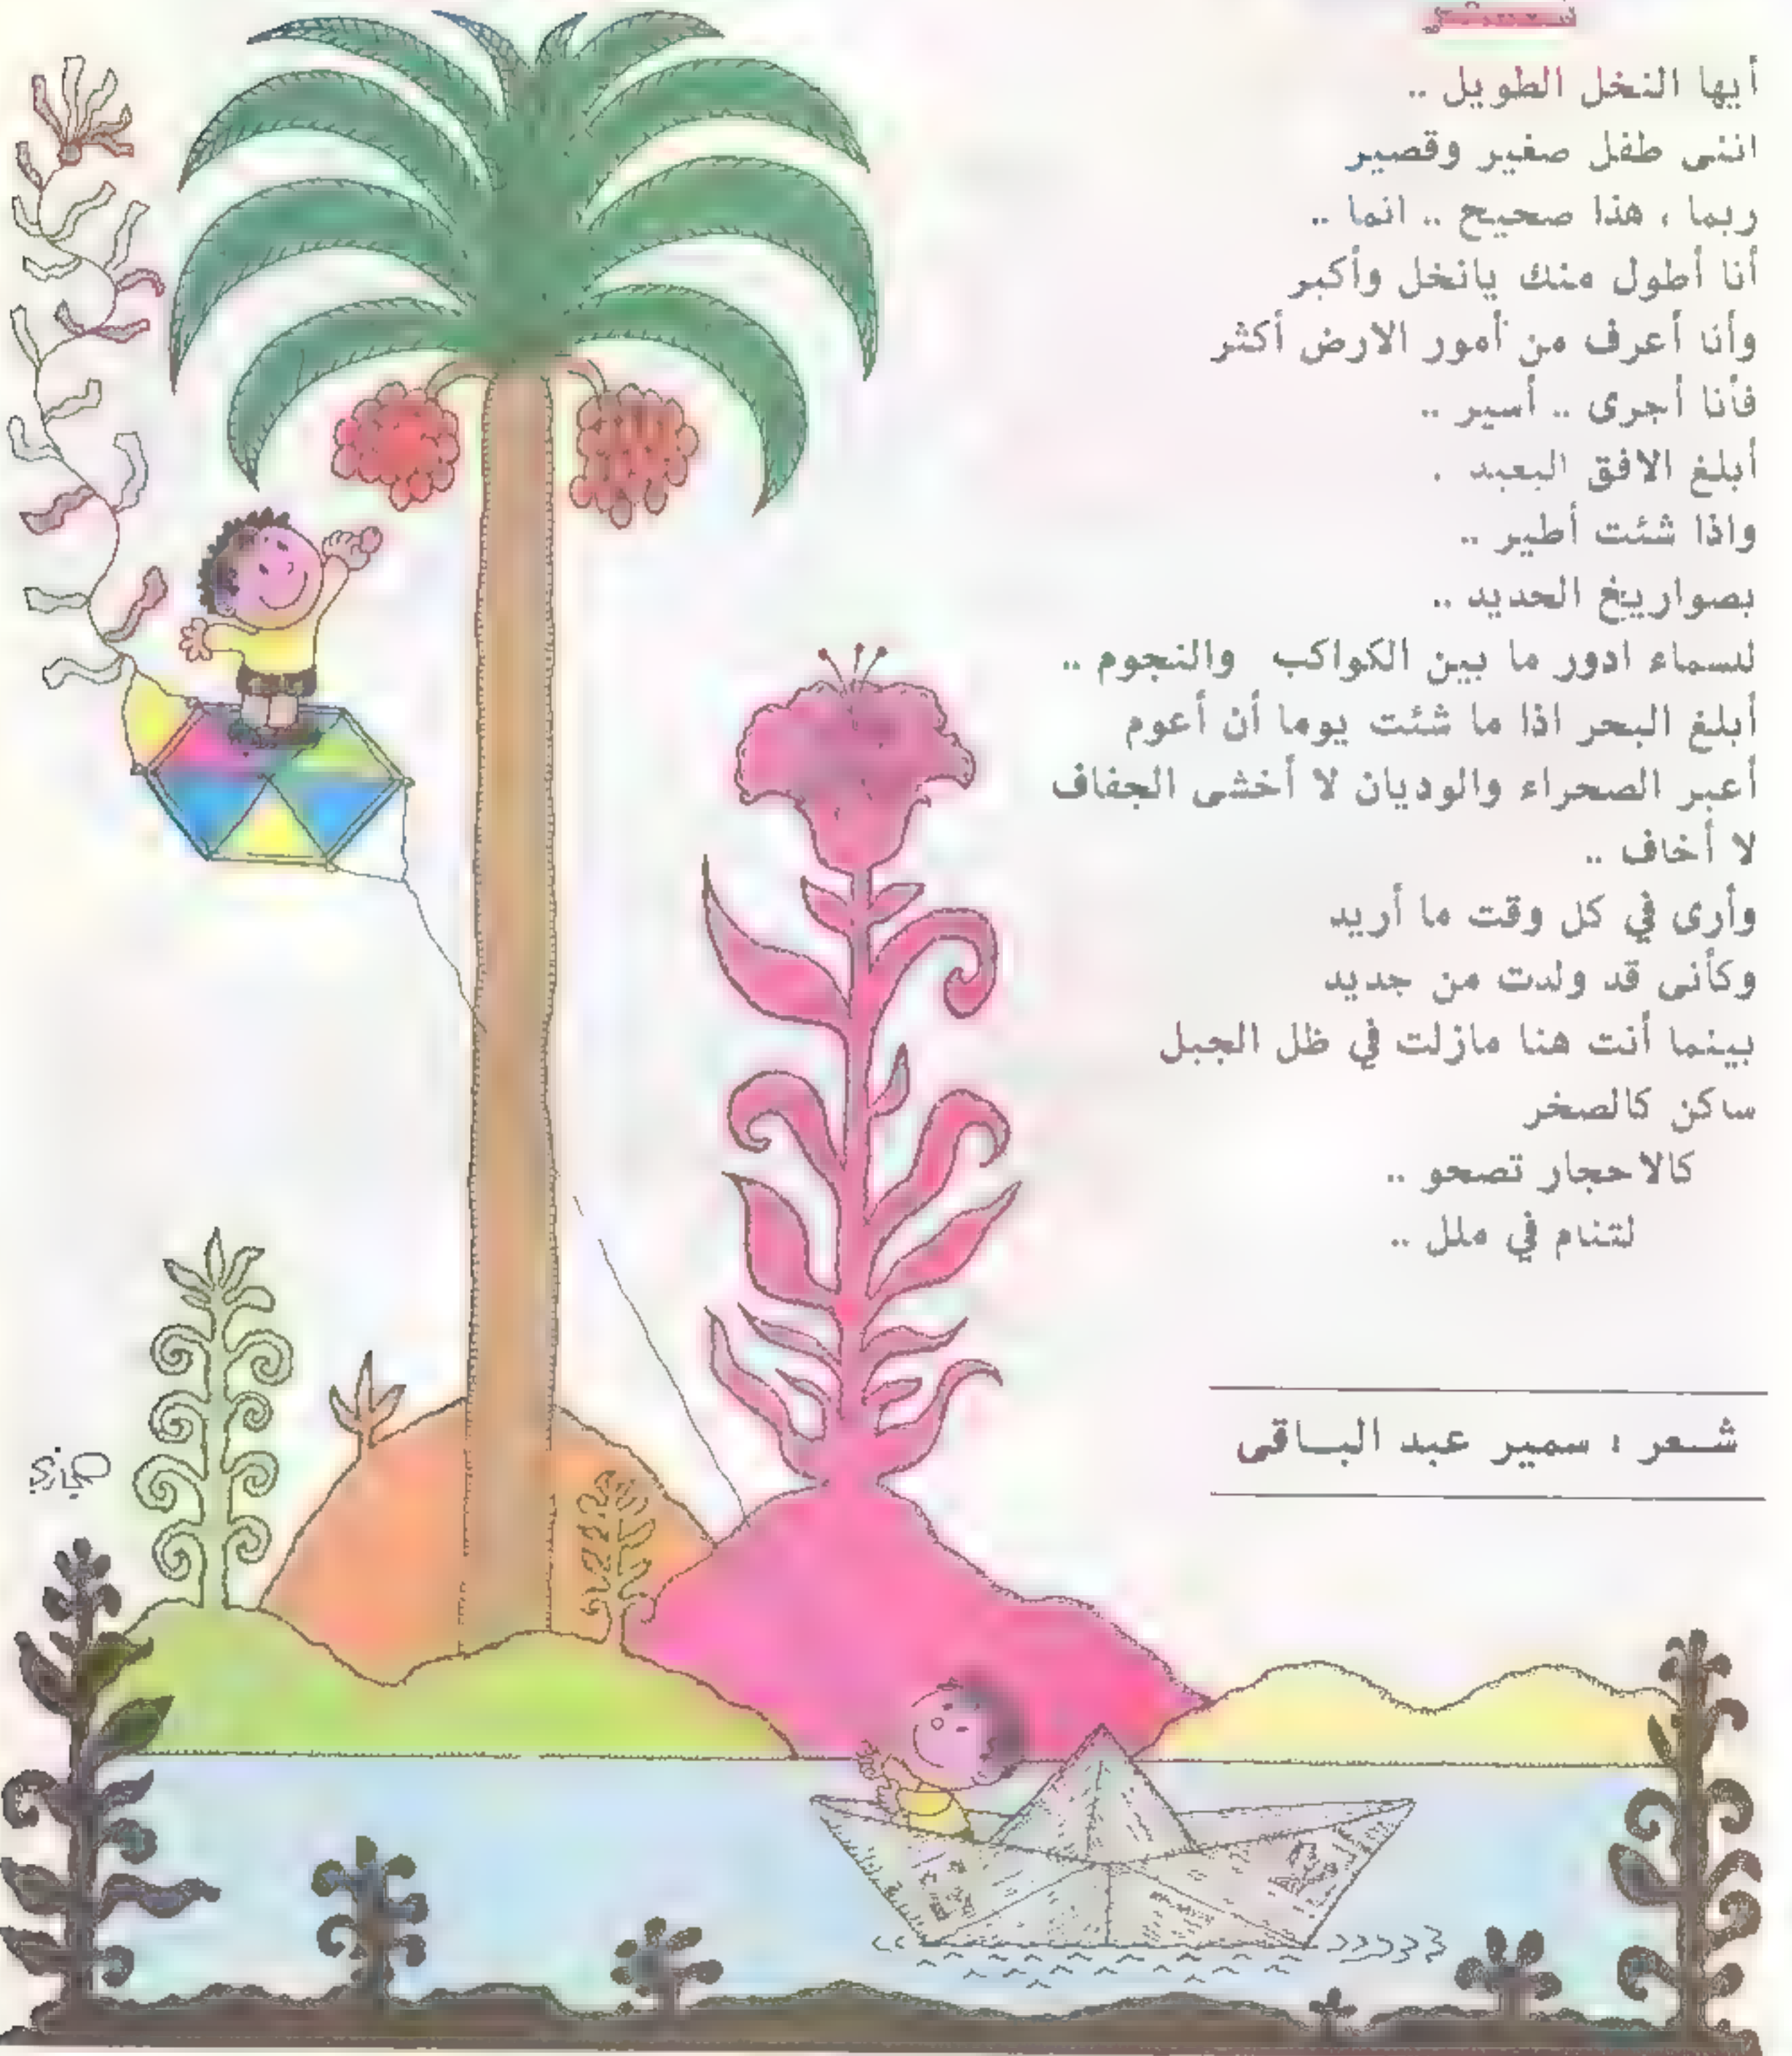 أيها النخل الطويل ..
اننى طفل صغير وقصير
ربما ، هذا صحيح .. انما ..
أنا أطول منك يانخل وأكبر
وأنا أعرف من أمور الارض أكثر
فأنا أجرى .. أسير ..
أبلغ الافق البعيد .
واذا شئت أطير ..
بصواريخ الحديد ..
للسماء ادور ما بين الكواكب والنجوم ..
أبلغ البحر اذا ما شئت يوما أن أعوم
أعبر الصحراء والوديان لا أخشى الجفاف
لا أخاف ..
وأرى في كل وقت ما أريد
وكأنى قد ولدت من جديد
بينما أنت هنا مازلت في ظل الجبل
ساكن كالصخر
كالاحجار تصحو ..
لتنام في ملل ..
شعر : سمير عبد الباقى